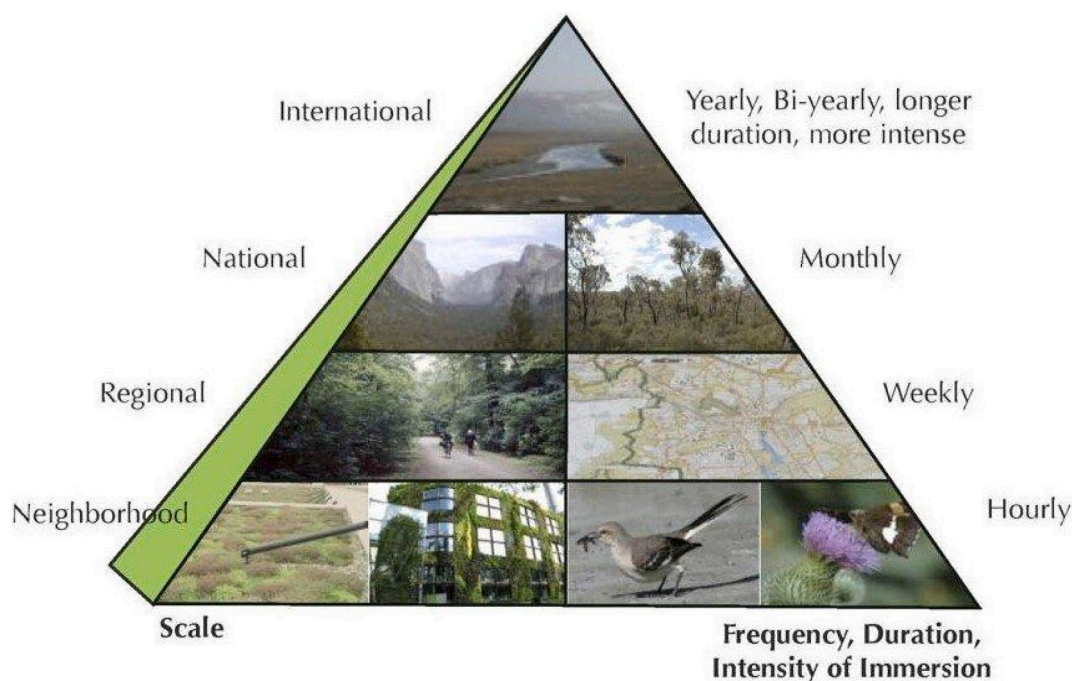 International
Yearly, Bi-yearly, longer
duration, more intense
National
Monthly
Regional
Weekly
Neighborhood
Hourly
Scale
Frequency, Duration,
Intensity of Immersion